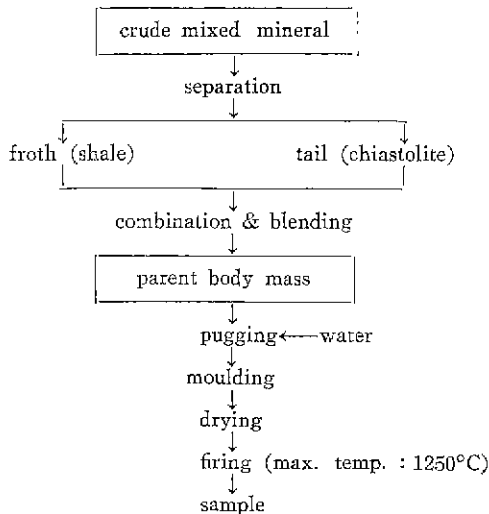 crude mixed mineral
separation
froth (shale) tail (chiastolite)
combination & blending
parent body mass
pugging←water
moulding
drying
firing (max. temp. : 1250°C)
sample